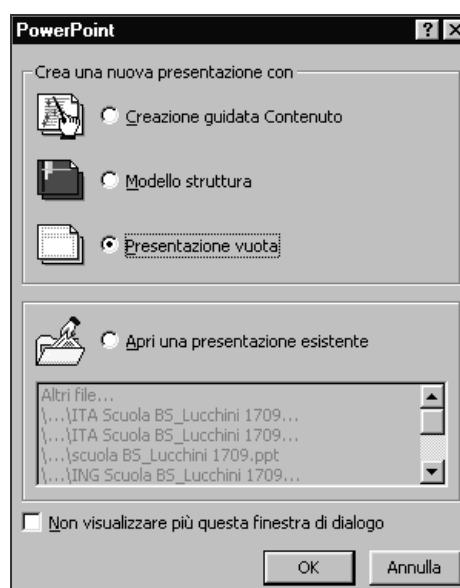 PowerPoint
Crea una nuova presentazione con
Creazione guidata Contenuto
Modello struttura
Presentazione vuota
Apri una presentazione esistente
Altri file...
\...\ITA Scuola BS_Lucchini 1709...
\...\ITA Scuola BS_Lucchini 1709...
\...\scuola BS_Lucchini 1709.ppt
\...\ING Scuola BS_Lucchini 1709...
Non visualizzare più questa finestra di dialogo
OK Annulla